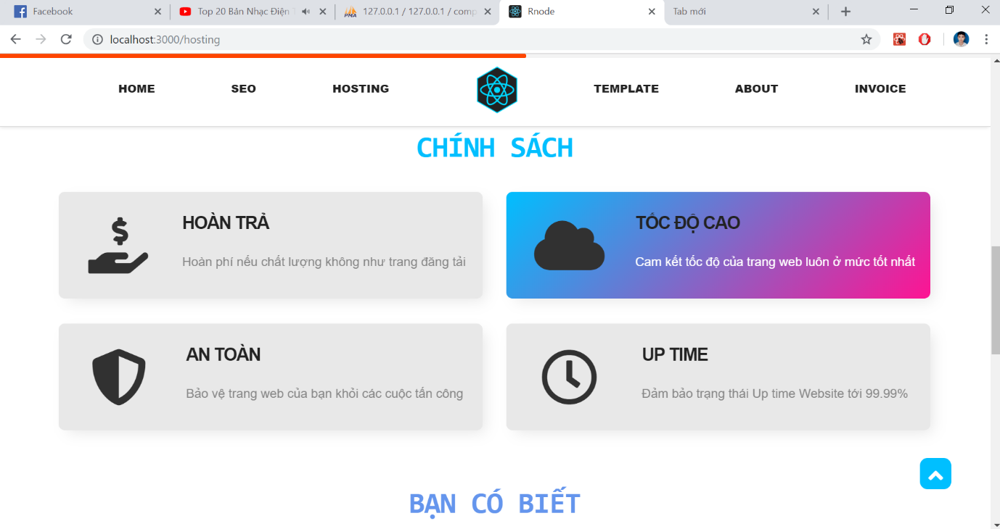 Facebook
Top 20 Bản Nhạc Điện
127.0.0.1 / 127.0.0.1 / comp
Rnode
Tab mới
localhost:3000/hosting
HOME
SEO
HOSTING
TEMPLATE
ABOUT
INVOICE
CHÍNH SÁCH
HOÀN TRẢ
Hoàn phí nếu chất lượng không như trang đăng tải
TỐC ĐỘ CAO
Cam kết tốc độ của trang web luôn ở mức tốt nhất
AN TOÀN
Bảo vệ trang web của bạn khỏi các cuộc tấn công
UP TIME
Đảm bảo trạng thái Up time Website tới 99.99%
BẠN CÓ BIẾT